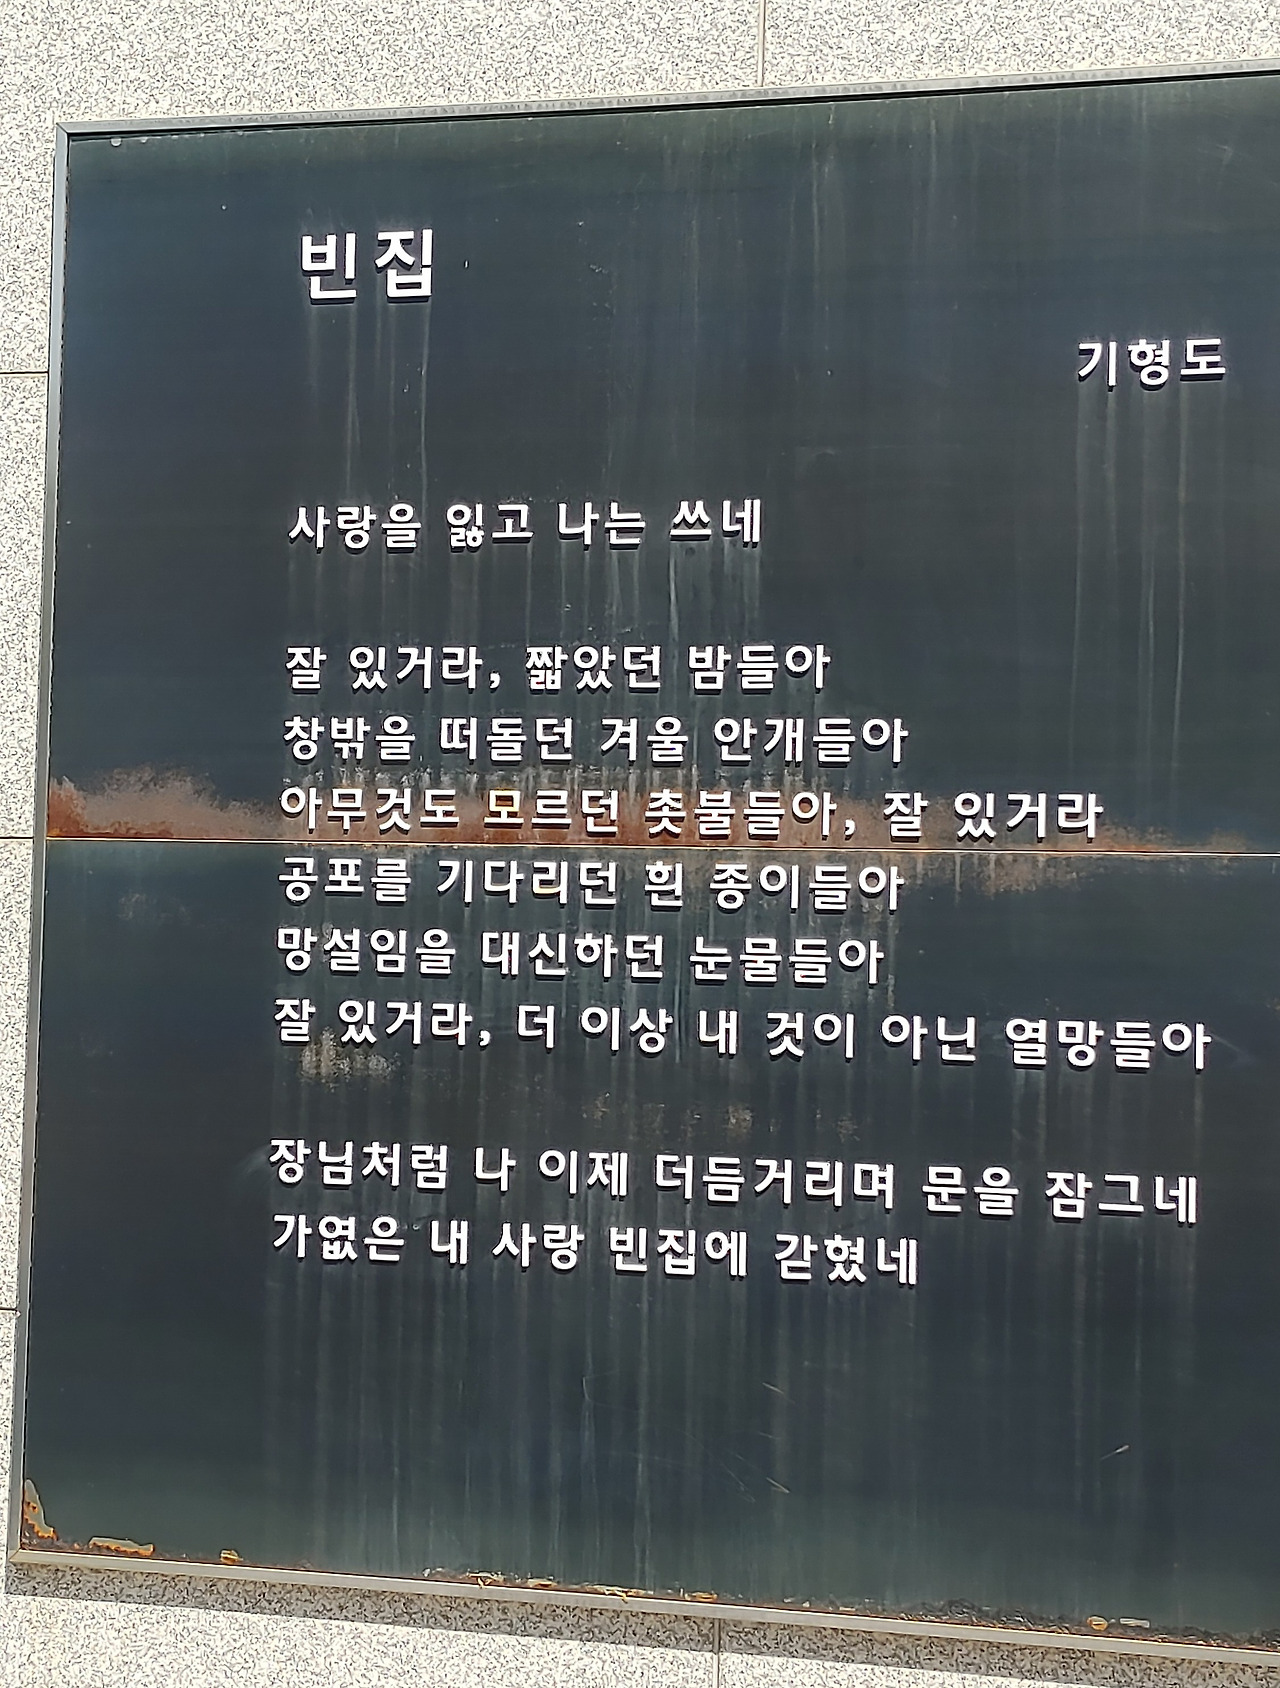 빈집
기형도
사랑을 잃고 나는 쓰네
잘 있거라, 짧았던 밤들아
창밖을 떠돌던 겨울 안개들아
아무것도 모르던 촛불들아, 잘 있거라
공포를 기다리던 흰 종이들아
망설임을 대신하던 눈물들아
잘 있거라, 더 이상 내 것이 아닌 열망들아
장님처럼 나 이제 더듬거리며 문을 잠그네
가엾은 내 사랑 빈집에 갇혔네